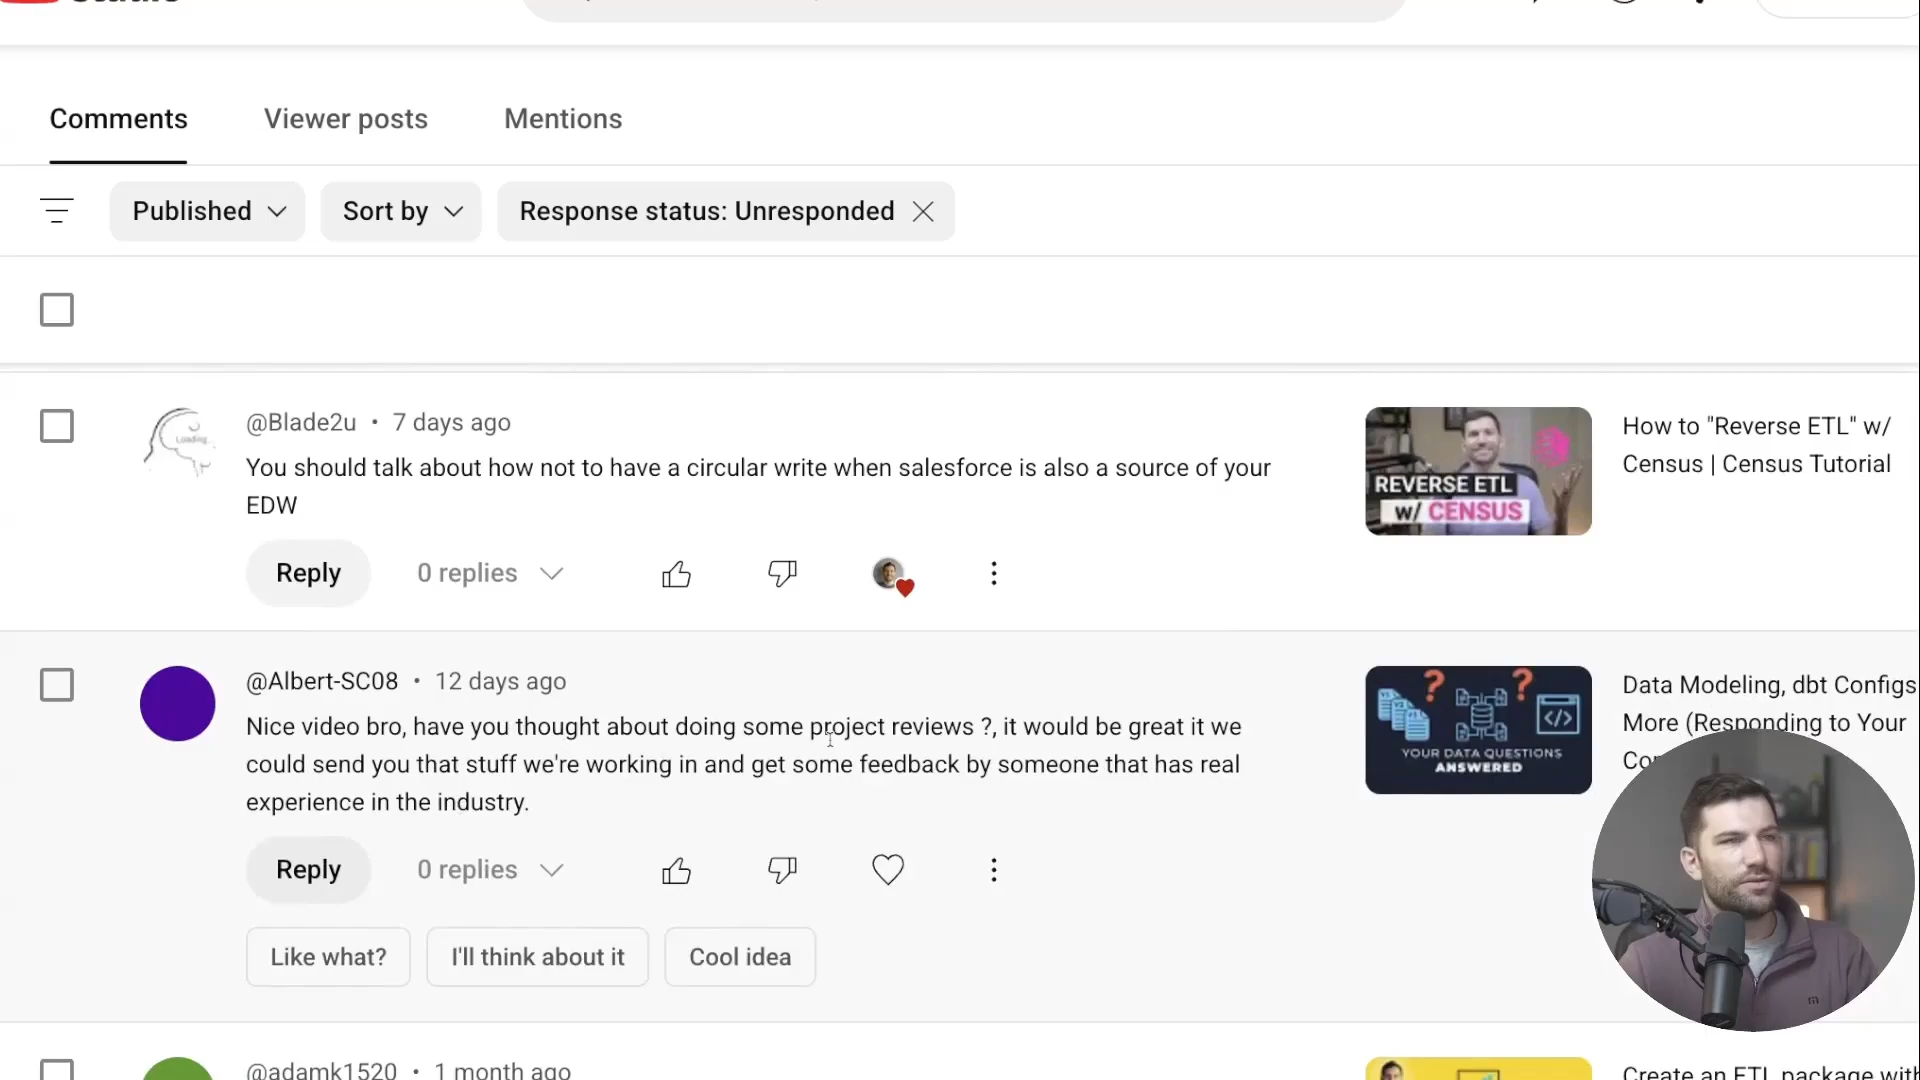 Comments
Viewer posts
Mentions
Published
Sort by
Response status: Unresponded
Loading..
@Blade2u • 7 days ago
You should talk about how not to have a circular write when salesforce is also a source of your
EDW
Reply
0 replies
REVERSE ETL
w/ CENSUS
How to "Reverse ETL" w/
Census | Census Tutorial
@Albert-SC08 • 12 days ago
Nice video bro, have you thought about doing some project reviews ?, it would be great it we
could send you that stuff we're working in and get some feedback by someone that has real
experience in the industry.
Reply
0 replies
Like what?
I'll think about it
Cool idea
YOUR DATA QUESTIONS
ANSWERED
Data Modeling, dbt Configs
More (Responding to Your
@adamk1520 • 1 month ago
Create an ETL package with